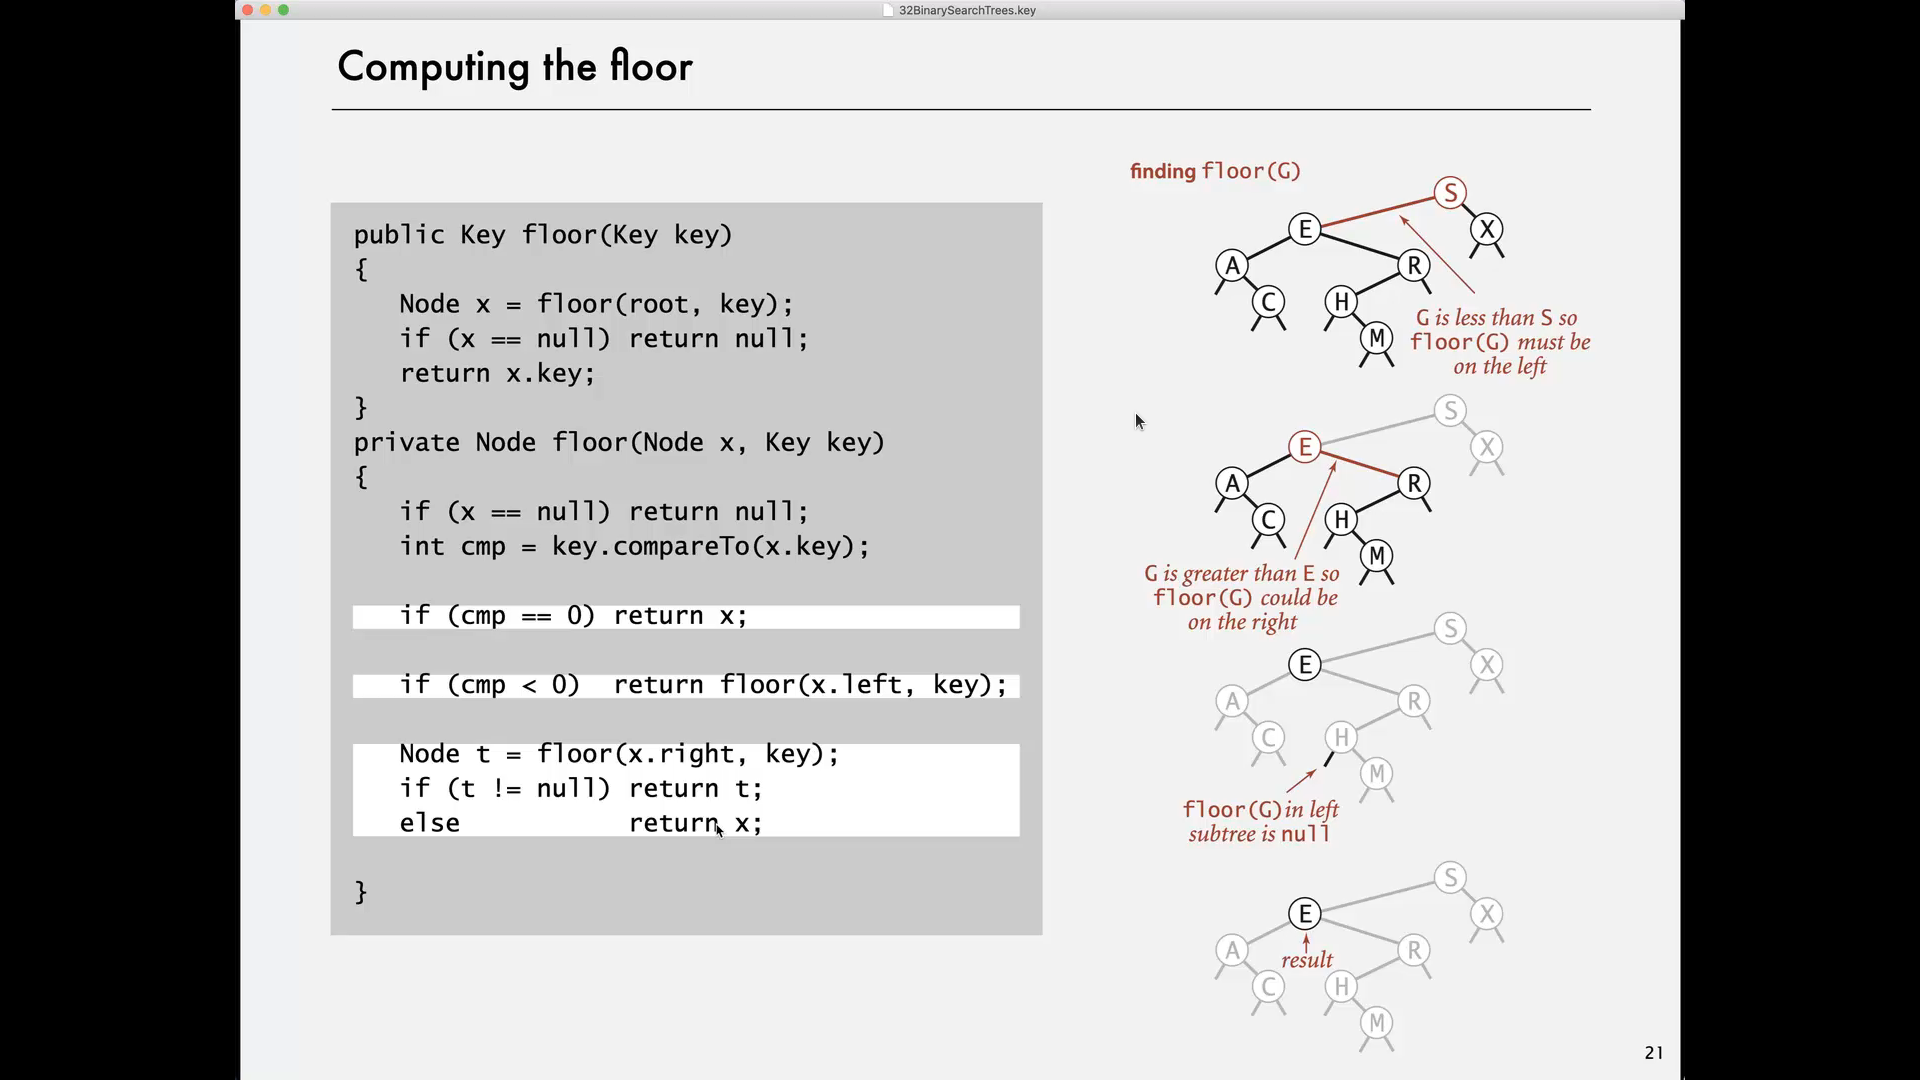 32BinarySearchTrees.key
Computing the floor
public Key floor(Key key)
{
   Node x = floor(root, key);
   if (x == null) return null;
   return x.key;
}
private Node floor(Node x, Key key)
{
   if (x == null) return null;
   int cmp = key.compareTo(x.key);
   if (cmp == 0) return x;
   if (cmp < 0)  return floor(x.left, key);
   Node t = floor(x.right, key);
   if (t != null) return t;
   else           return x;
}
finding floor(G)
S
E
X
A
R
C
H
M
G is less than S so
floor(G) must be
on the left
S
E
X
A
R
C
H
M
G is greater than E so
floor(G) could be
on the right
S
E
X
A
R
C
H
M
floor(G)in left
subtree is null
S
E
X
A
R
result
C
H
M
21